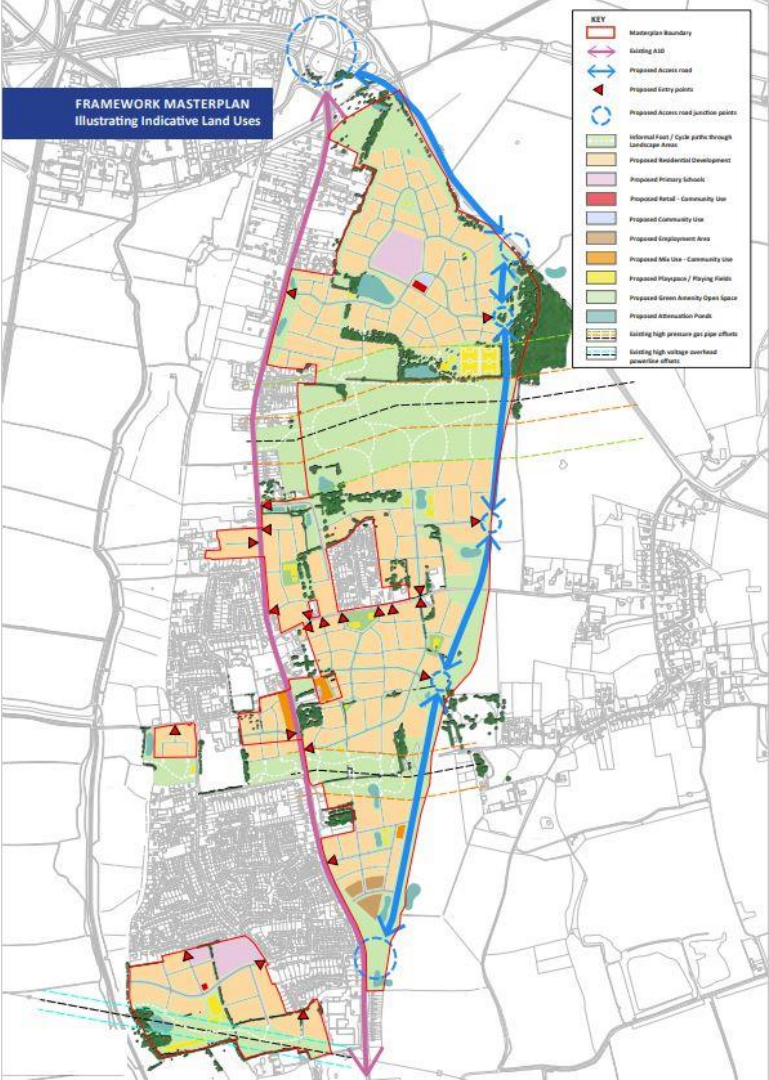 FRAMEWORK MASTERPLAN
Illustrating Indicative Land Uses
KEY
Masterplan Boundary
Existing A10
Proposed Access road
Proposed Entry points
Proposed Access road junction points
Informal Foot / Cycle paths through
Landscape Areas
Proposed Residential Development
Proposed Primary Schools
Proposed Retail - Community Use
Proposed Community Use
Proposed Employment Area
Proposed Mix Use - Community Use
Proposed Playspace / Playing Fields
Proposed Green Amenity Open Space
Proposed Attenuation Ponds
Existing high pressure gas pipe offsets
Existing high voltage overhead
powerline offsets